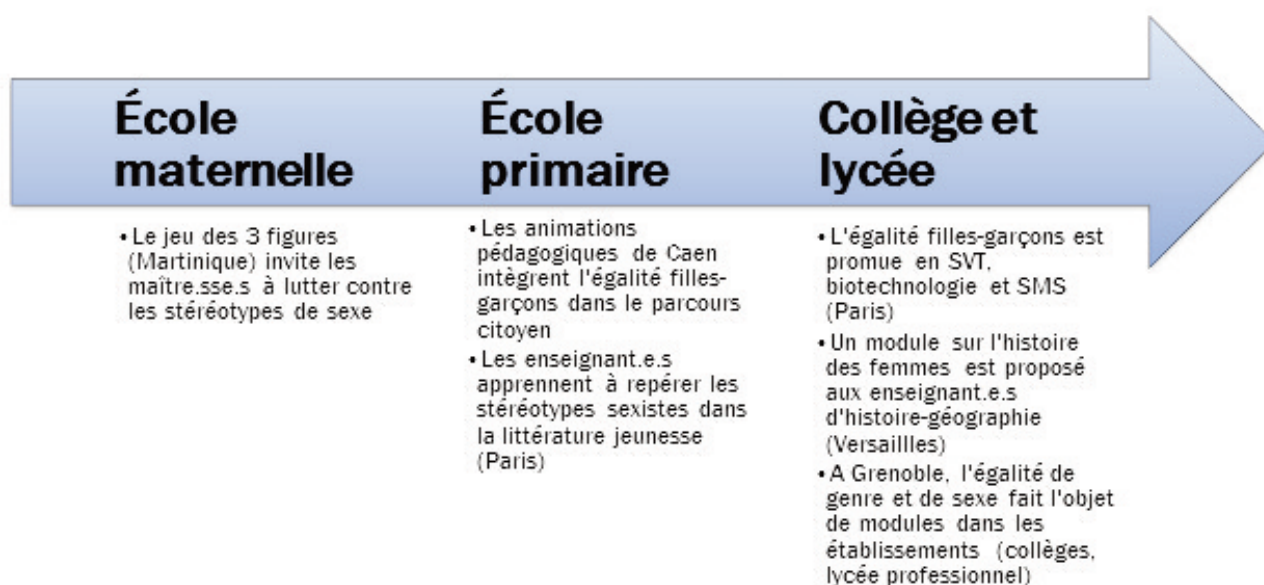 École
maternelle
• Le jeu des 3 figures
(Martinique) invite les
maître.sse.s à lutter contre
les stéréotypes de sexe
École
primaire
• Les animations
pédagogiques de Caen
intègrent l'égalité filles-
garçons dans le parcours
citoyen
• Les enseignant.e.s
apprennent à repérer les
stéréotypes sexistes dans
la littérature jeunesse
(Paris)
Collège et
lycée
• L'égalité filles-garçons est
promue en SVT,
biotechnologie et SMS
(Paris)
• Un module sur l'histoire
des femmes est proposé
aux enseignant.e.s
d'histoire-géographie
(Versaillles)
• A Grenoble, l'égalité de
genre et de sexe fait l'objet
de modules dans les
établissements (collèges,
lycée professionnel)